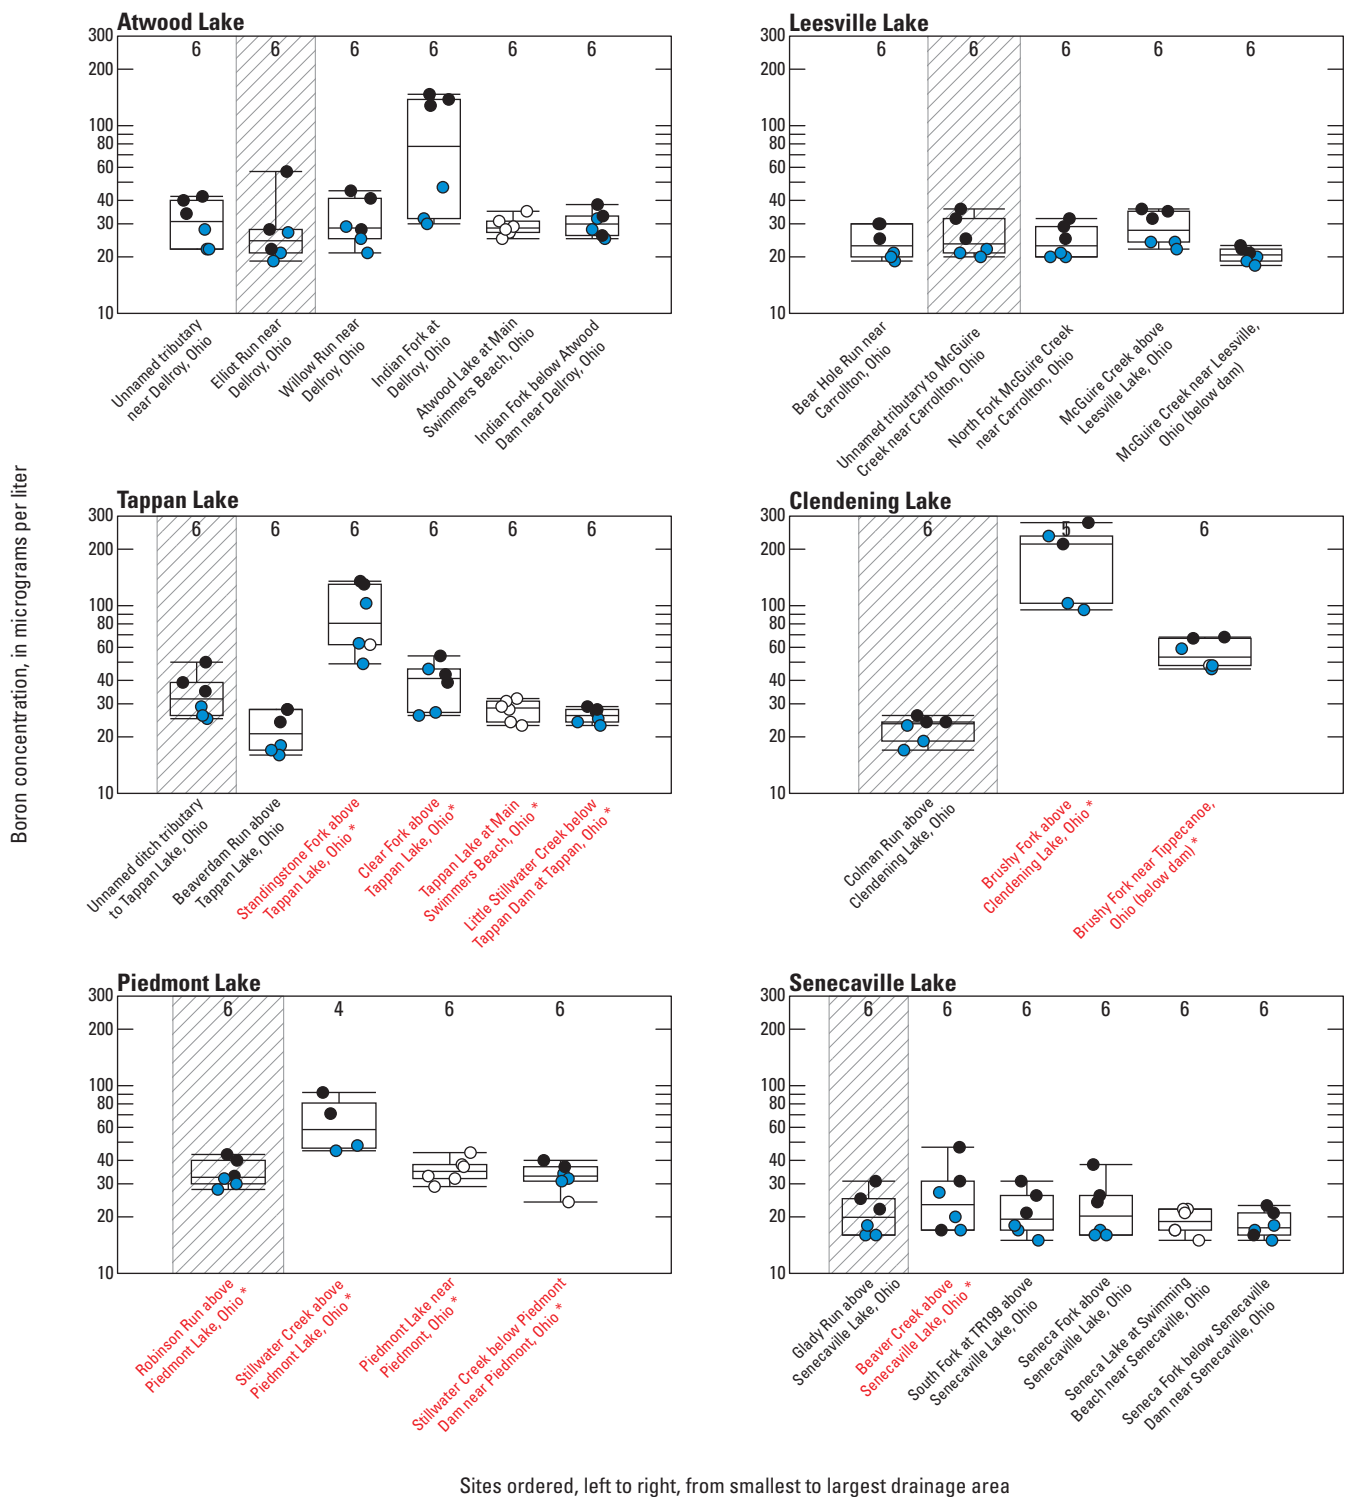 Boron concentration, in micrograms per liter
Atwood Lake
300
200
100
80
60
40
30
20
10
6 6 6 6 6 6
Unnamed tributary
near Dellroy, Ohio
Elliot Run near
Dellroy, Ohio
Willow Run near
Dellroy, Ohio
Indian Fork at
Dellroy, Ohio
Atwood Lake at Main
Swimmers Beach, Ohio
Indian Fork below Atwood
Dam near Dellroy, Ohio
Leesville Lake
300
200
100
80
60
40
30
20
10
6 6 6 6 6
Bear Hole Run near
Carrollton, Ohio
Unnamed tributary to McGuire
Creek near Carrollton, Ohio
North Fork McGuire Creek
near Carrollton, Ohio
McGuire Creek above
Leesville Lake, Ohio
McGuire Creek near Leesville,
Ohio (below dam)
Tappan Lake
300
200
100
80
60
40
30
20
10
6 6 6 6 6 6
Unnamed ditch tributary
to Tappan Lake, Ohio
Beaverdam Run above
Tappan Lake, Ohio
Standingstone Fork above
Tappan Lake, Ohio *
Clear Fork above
Tappan Lake, Ohio*
Tappan Lake at Main
Swimmers Beach, Ohio *
Little Stillwater Creek below
Tappan Dam at Tappan, Ohio *
Clendening Lake
300
200
100
80
60
40
30
20
10
6 5 6
Colman Run above
Clendening Lake, Ohio
Brushy Fork above
Clendening Lake, Ohio *
Brushy Fork near Tippecanoe,
Ohio (below dam) *
Piedmont Lake
300
200
100
80
60
40
30
20
10
6 4 6 6
Robinson Run above
Piedmont Lake, Ohio *
Stillwater Creek above
Piedmont Lake, Ohio *
Piedmont Lake near
Piedmont, Ohio *
Stillwater Creek below Piedmont
Dam near Piedmont, Ohio *
Senecaville Lake
300
200
100
80
60
40
30
20
10
6 6 6 6 6 6
Glady Run above
Senecaville Lake, Ohio
Beaver Creek above
Senecaville Lake, Ohio *
South Fork at TR199 above
Senecaville Lake, Ohio
Seneca Fork above
Senecaville Lake, Ohio
Seneca Lake at Swimming
Beach near Senecaville, Ohio
Seneca Fork below Senecaville
Dam near Senecaville, Ohio
Sites ordered, left to right, from smallest to largest drainage area